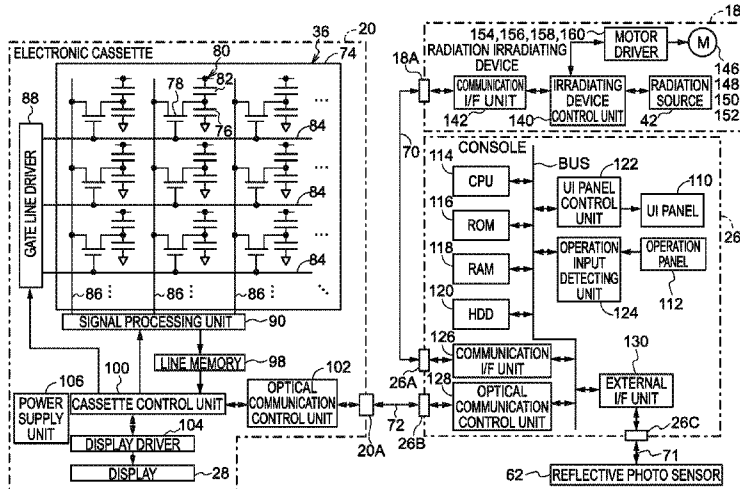 20
ELECTRONIC CASSETTE
80
36
74
78
82
76
84
84
84
88
GATE LINE DRIVER
86
86
86
SIGNAL PROCESSING UNIT
90
LINE MEMORY
98
100
102
106
POWER SUPPLY UNIT
CASSETTE CONTROL UNIT
OPTICAL COMMUNICATION CONTROL UNIT
104
DISPLAY DRIVER
DISPLAY
28
20A
72
26B
18
154, 156, 158, 160
RADIATION IRRADIATING DEVICE
MOTOR DRIVER
M
18A
COMMUNICATION I/F UNIT
142
IRRADIATING DEVICE CONTROL UNIT
140
RADIATION SOURCE
42
146
148
150
152
70
CONSOLE
BUS
114
CPU
116
ROM
118
RAM
120
HDD
122
UI PANEL CONTROL UNIT
110
UI PANEL
26
OPERATION INPUT DETECTING UNIT
124
OPERATION PANEL
112
126
COMMUNICATION I/F UNIT
26A
128
OPTICAL COMMUNICATION CONTROL UNIT
130
EXTERNAL I/F UNIT
26C
71
62
REFLECTIVE PHOTO SENSOR